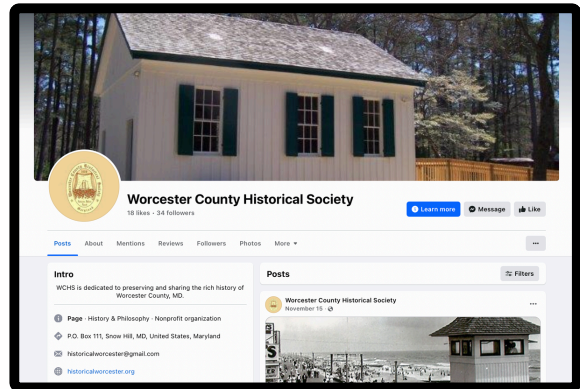 Worcester County Historical Society
18 likes · 34 followers
Learn more
Message
Like
Posts
About
Mentions
Reviews
Followers
Photos
More
Intro
WCHS is dedicated to preserving and sharing the rich history of
Worcester County, MD.
Page · History & Philosophy · Nonprofit organization
P.O. Box 111, Snow Hill, MD, United States, Maryland
historicalworcester@gmail.com
historicalworcester.org
Posts
Filters
Worcester County Historical Society
November 15 ·